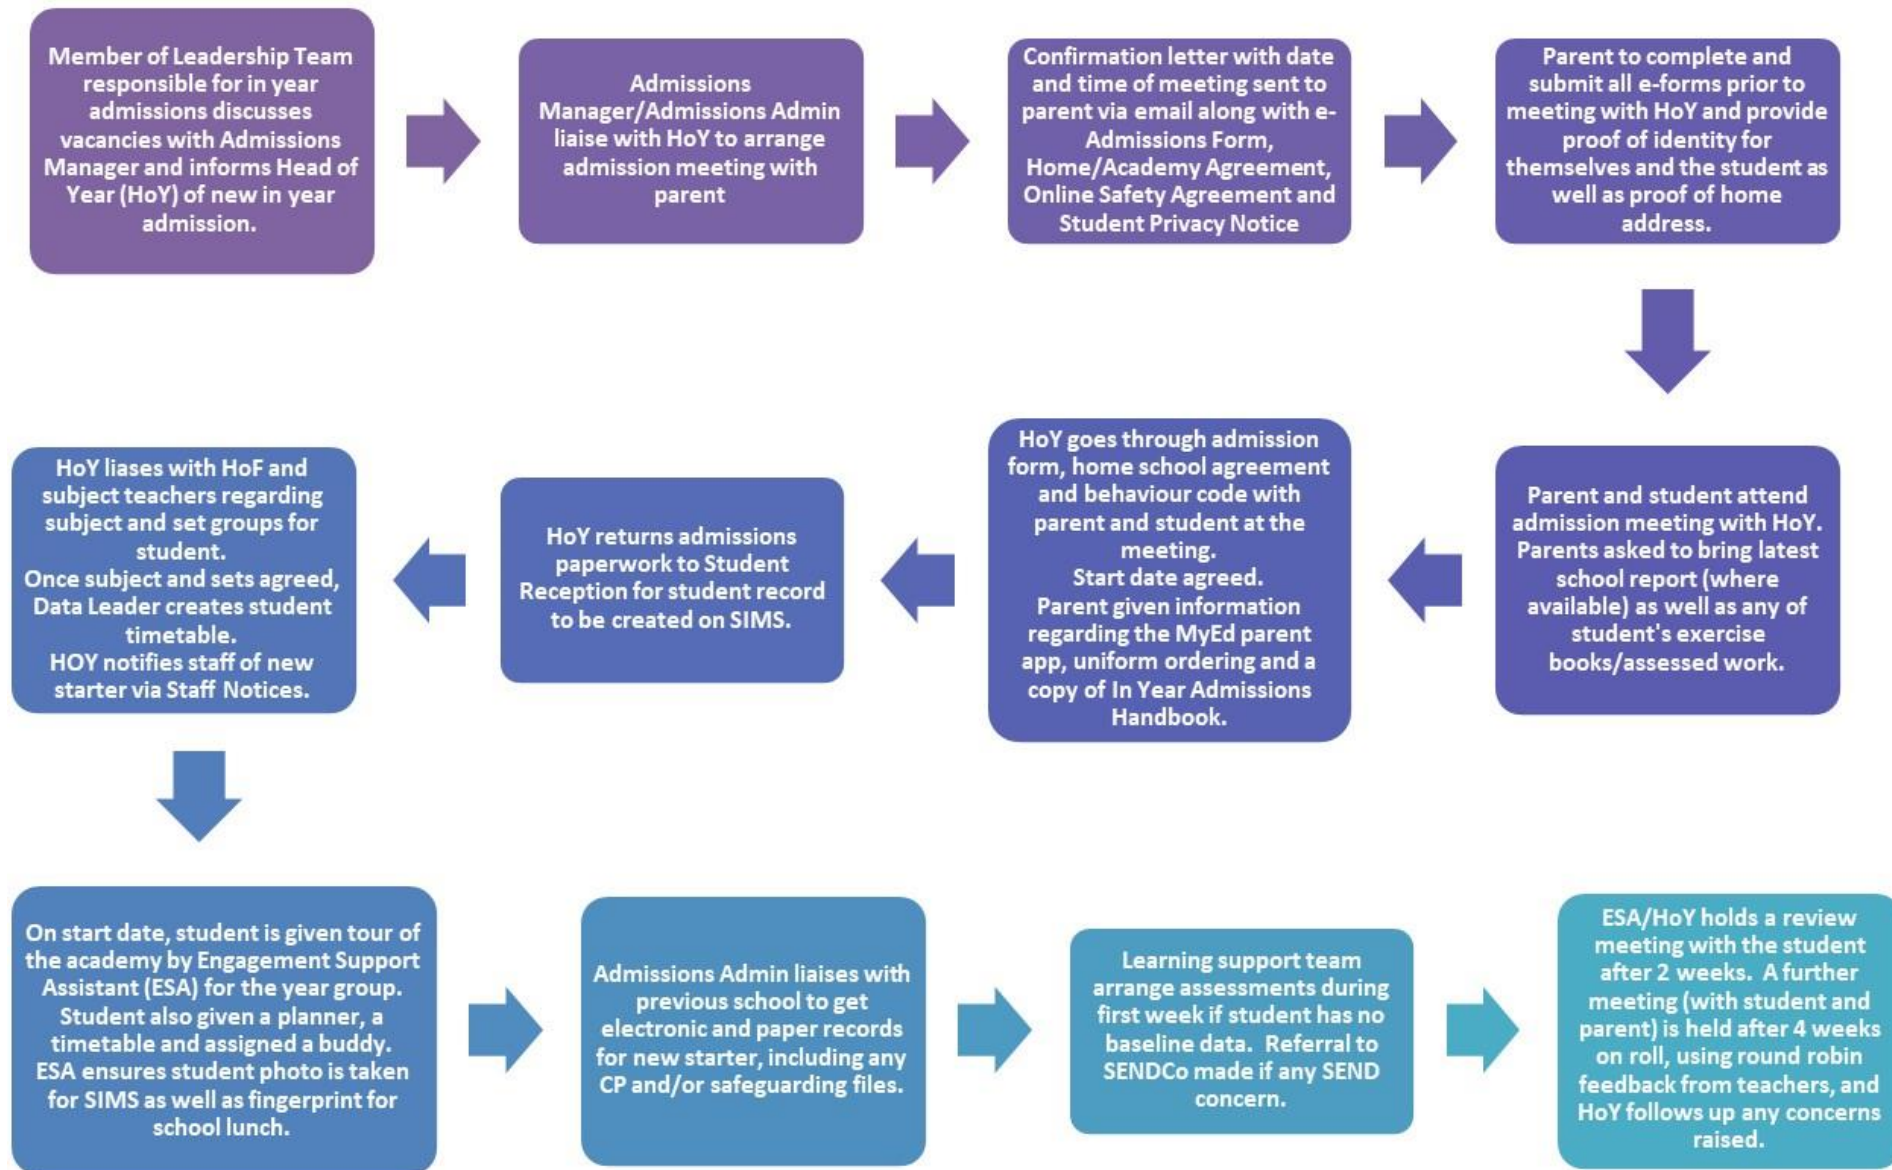 Member of Leadership Team
responsible for in year
admissions discusses
vacancies with Admissions
Manager and informs Head of
Year (HoY) of new in year
admission.
Admissions
Manager/Admissions Admin
liaise with HoY to arrange
admission meeting with
parent
Confirmation letter with date
and time of meeting sent to
parent via email along with e-
Admissions Form,
Home/Academy Agreement,
Online Safety Agreement and
Student Privacy Notice
Parent to complete and
submit all e-forms prior to
meeting with HoY and provide
proof of identity for
themselves and the student as
well as proof of home
address.
Parent and student attend
admission meeting with HoY.
Parents asked to bring latest
school report (where
available) as well as any of
student's exercise
books/assessed work.
HoY goes through admission
form, home school agreement
and behaviour code with
parent and student at the
meeting.
Start date agreed.
Parent given information
regarding the MyEd parent
app, uniform ordering and a
copy of In Year Admissions
Handbook.
HoY returns admissions
paperwork to Student
Reception for student record
to be created on SIMS.
HoY liases with HoF and
subject teachers regarding
subject and set groups for
student.
Once subject and sets agreed,
Data Leader creates student
timetable.
HOY notifies staff of new
starter via Staff Notices.
On start date, student is given tour of
the academy by Engagement Support
Assistant (ESA) for the year group.
Student also given a planner, a
timetable and assigned a buddy.
ESA ensures student photo is taken
for SIMS as well as fingerprint for
school lunch.
Admissions Admin liaises with
previous school to get
electronic and paper records
for new starter, including any
CP and/or safeguarding files.
Learning support team
arrange assessments during
first week if student has no
baseline data. Referral to
SENDCo made if any SEND
concern.
ESA/HoY holds a review
meeting with the student
after 2 weeks. A further
meeting (with student and
parent) is held after 4 weeks
on roll, using round robin
feedback from teachers, and
HoY follows up any concerns
raised.